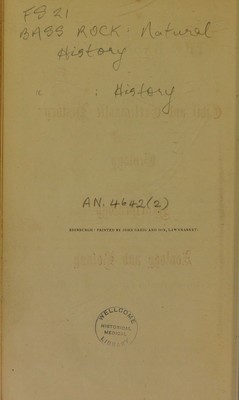 FS 21
BASS ROCK: Natural
History
" : History
AN. 4642(2)
EDINBURGH: PRINTED BY JOHN GREIG AND SON, LAWNMARKET.
WELLCOME
HISTORICAL
MEDICAL
LIBRARY